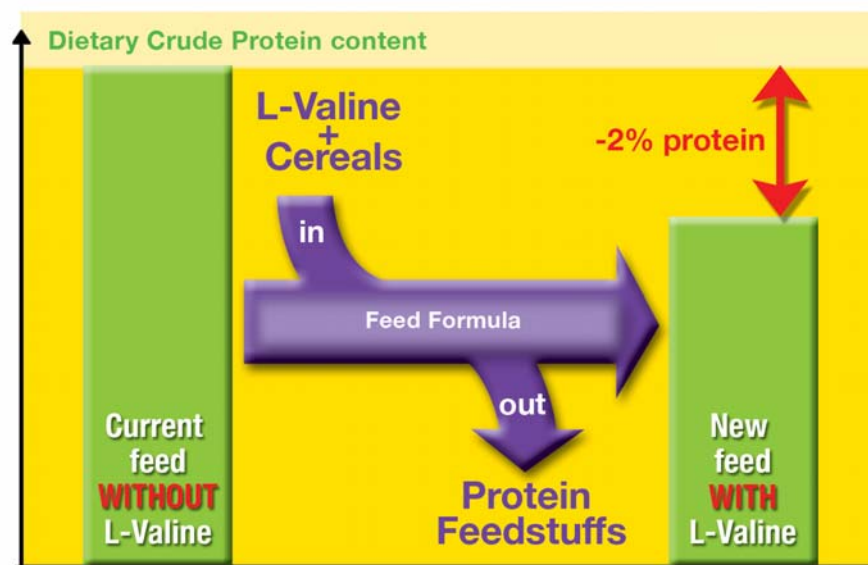 Dietary Crude Protein content
L-Valine
+
Cereals
-2% protein
in
Feed Formula
out
Current
feed
WITHOUT
L-Valine
Protein
Feedstuffs
New
feed
WITH
L-Valine